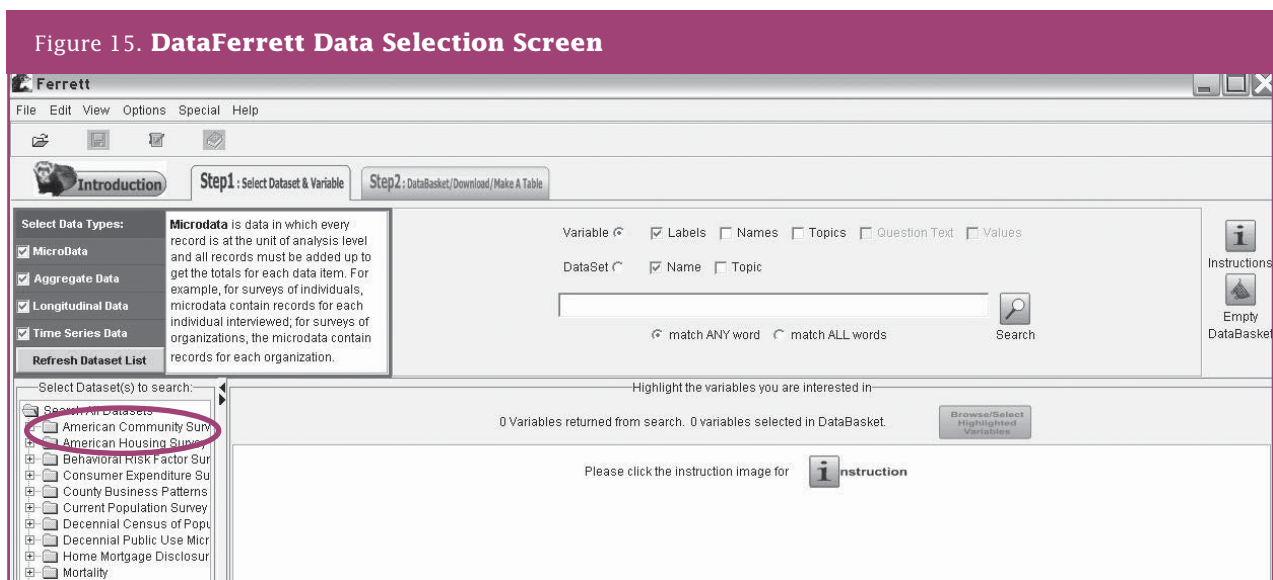 Figure 15. DataFerrett Data Selection Screen
Ferrett
File Edit View Options Special Help
Introduction
Step1 : Select Dataset & Variable
Step2 : DataBasket/Download/Make A Table
Select Data Types:
MicroData
Aggregate Data
Longitudinal Data
Time Series Data
Refresh Dataset List
Microdata is data in which every
record is at the unit of analysis level
and all records must be added up to
get the totals for each data item. For
example, for surveys of individuals,
microdata contain records for each
individual interviewed; for surveys of
organizations, the microdata contain
records for each organization.
Variable Labels Names Topics Question Text Values
DataSet Name Topic
match ANY word match ALL words
Search
Instructions
Empty
DataBasket
Select Dataset(s) to search:
Search All Datasets
American Community Surv
American Housing Survey
Behavioral Risk Factor Sur
Consumer Expenditure Su
County Business Patterns
Current Population Survey
Decennial Census of Popu
Decennial Public Use Micr
Home Mortgage Disclosur
Mortality
Highlight the variables you are interested in
0 Variables returned from search. 0 variables selected in DataBasket.
Browse/Select
Highlighted
Variables
Please click the instruction image for i nstruction